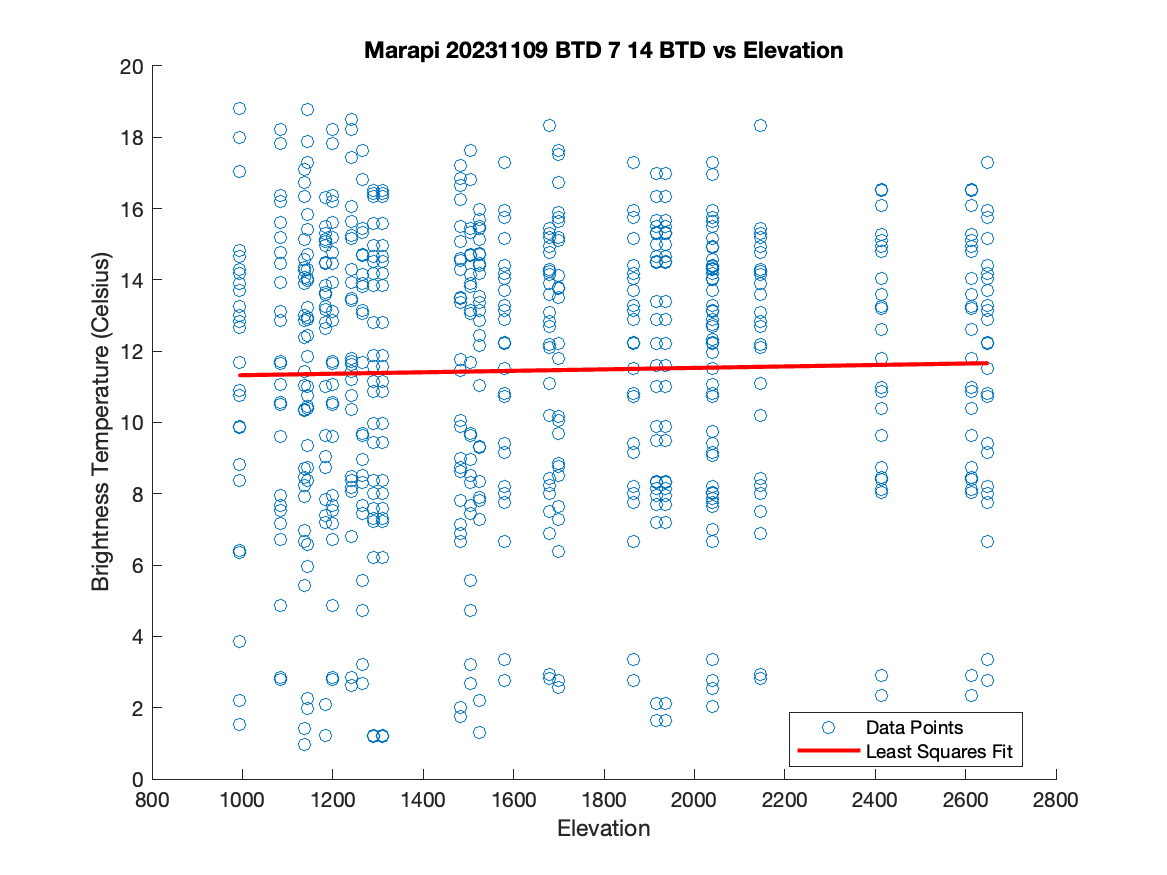 Marapi 20231109 BTD 7 14 BTD vs Elevation
Brightness Temperature (Celsius)
20
18
16
14
12
10
8
6
4
2
0
Data Points
Least Squares Fit
800 1000 1200 1400 1600 1800 2000 2200 2400 2600 2800
Elevation